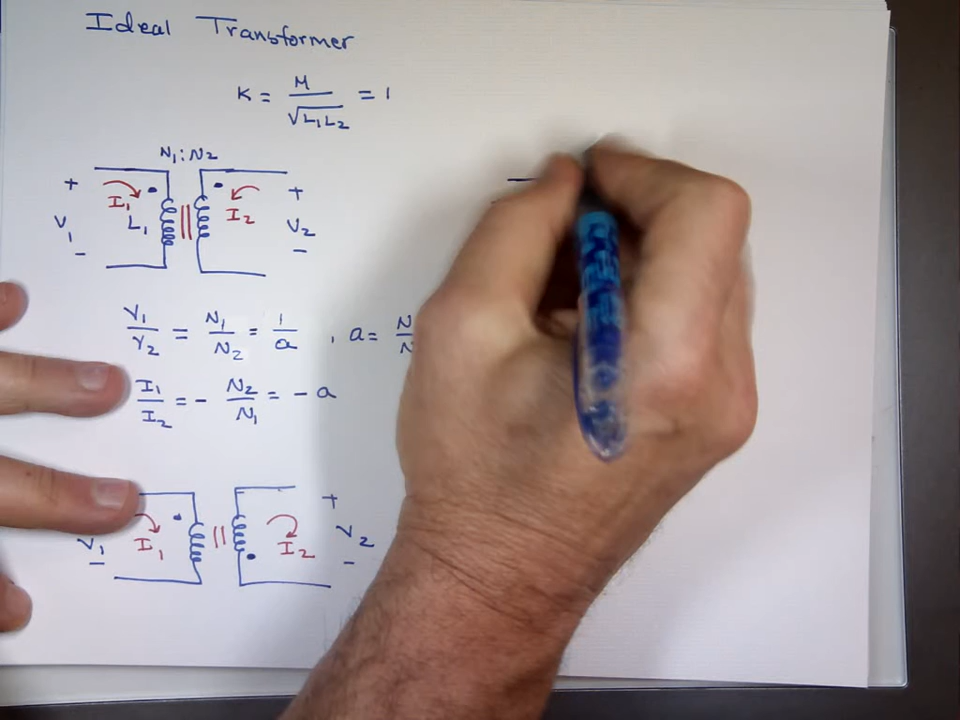 Ideal Transformer
K = M / √L₁L₂ = 1
N₁:N₂
+ I₁ L₁ I₂ +
V₁ V₂
- -
V₁/V₂ = N₁/N₂ = 1/a , a = N
I₁/I₂ = - N₂/N₁ = - a
+
V₁ I₁ I₂ V₂
- -